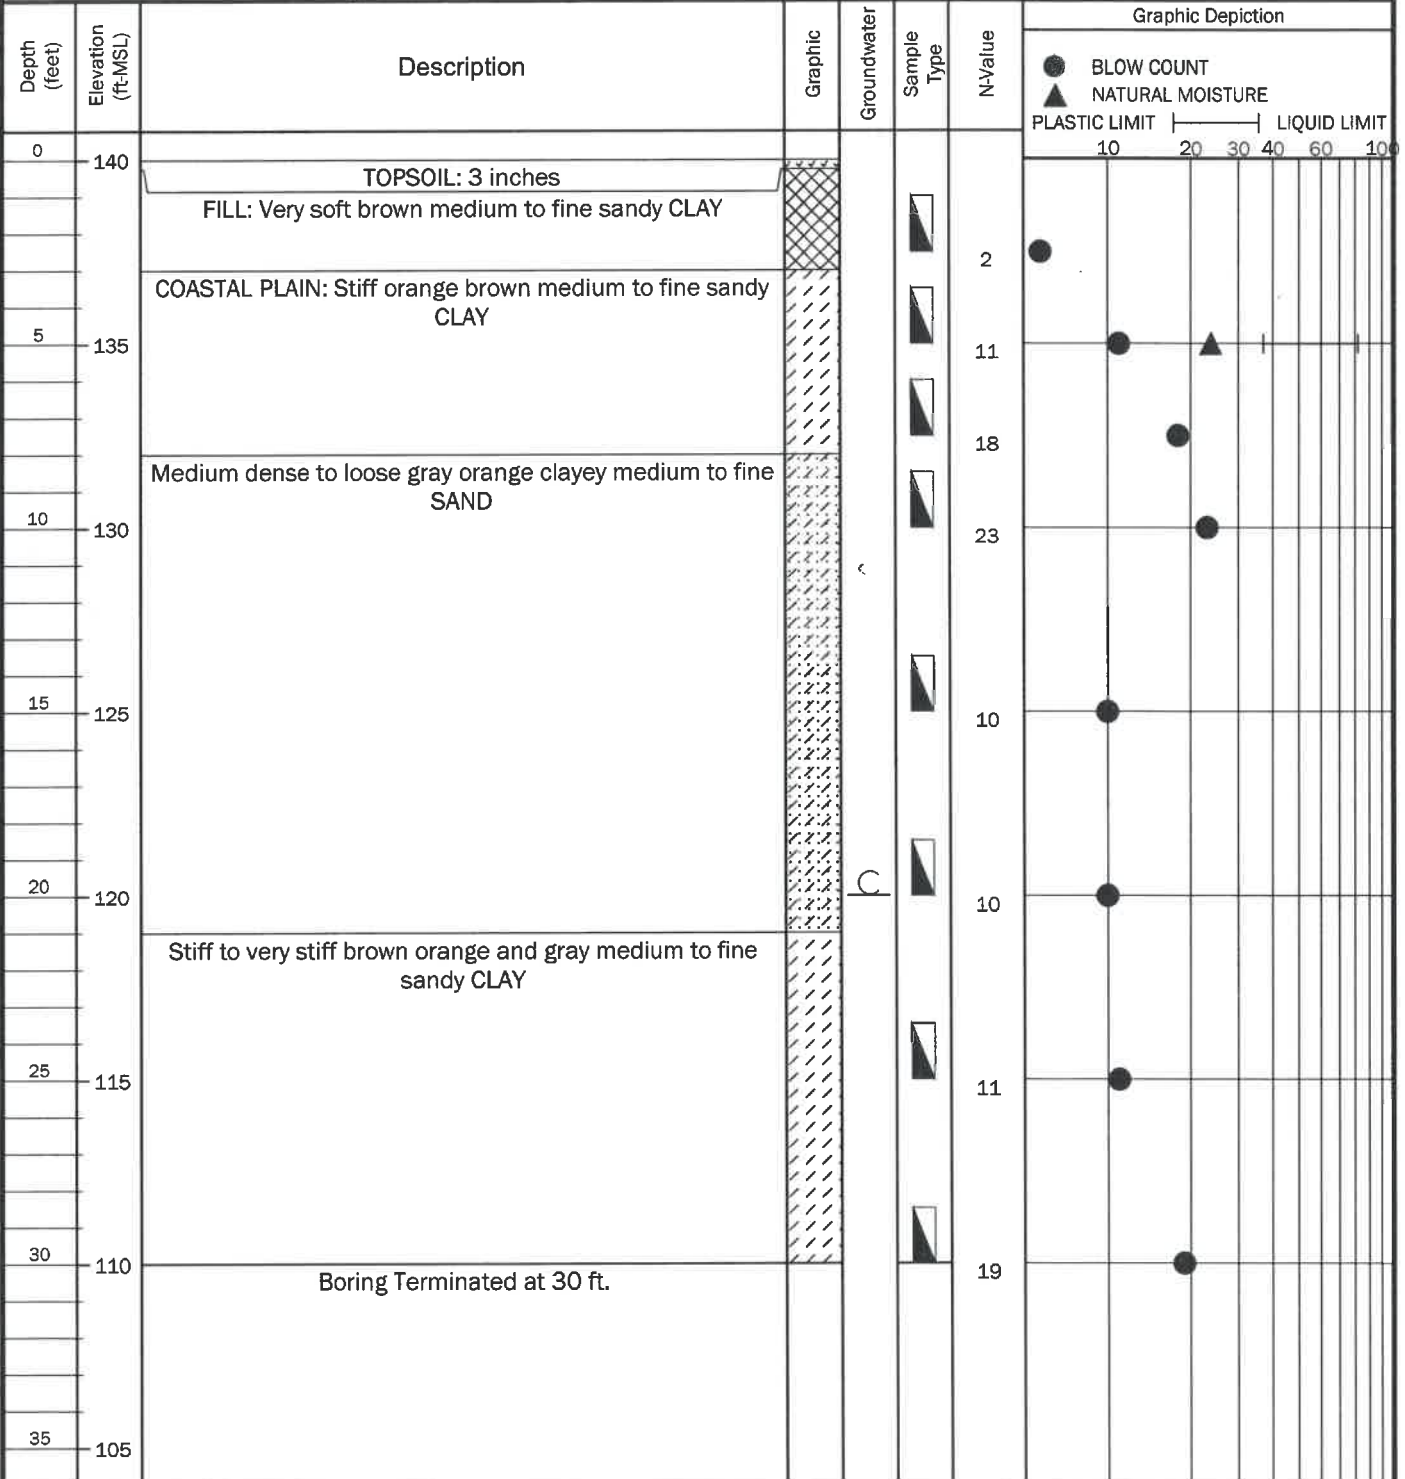 Graphic Depiction
Depth (feet)
Elevation (ft-MSL)
Description
Graphic
Groundwater
Sample Type
N-Value
BLOW COUNT
NATURAL MOISTURE
PLASTIC LIMIT LIQUID LIMIT
10 20 30 40 60 100
0 140
TOPSOIL: 3 inches
FILL: Very soft brown medium to fine sandy CLAY
2
COASTAL PLAIN: Stiff orange brown medium to fine sandy
CLAY
5 135 11
18
Medium dense to loose gray orange clayey medium to fine
SAND
10 130 23
15 125 10
C
20 120 10
Stiff to very stiff brown orange and gray medium to fine
sandy CLAY
25 115 11
30 110 19
Boring Terminated at 30 ft.
35 105